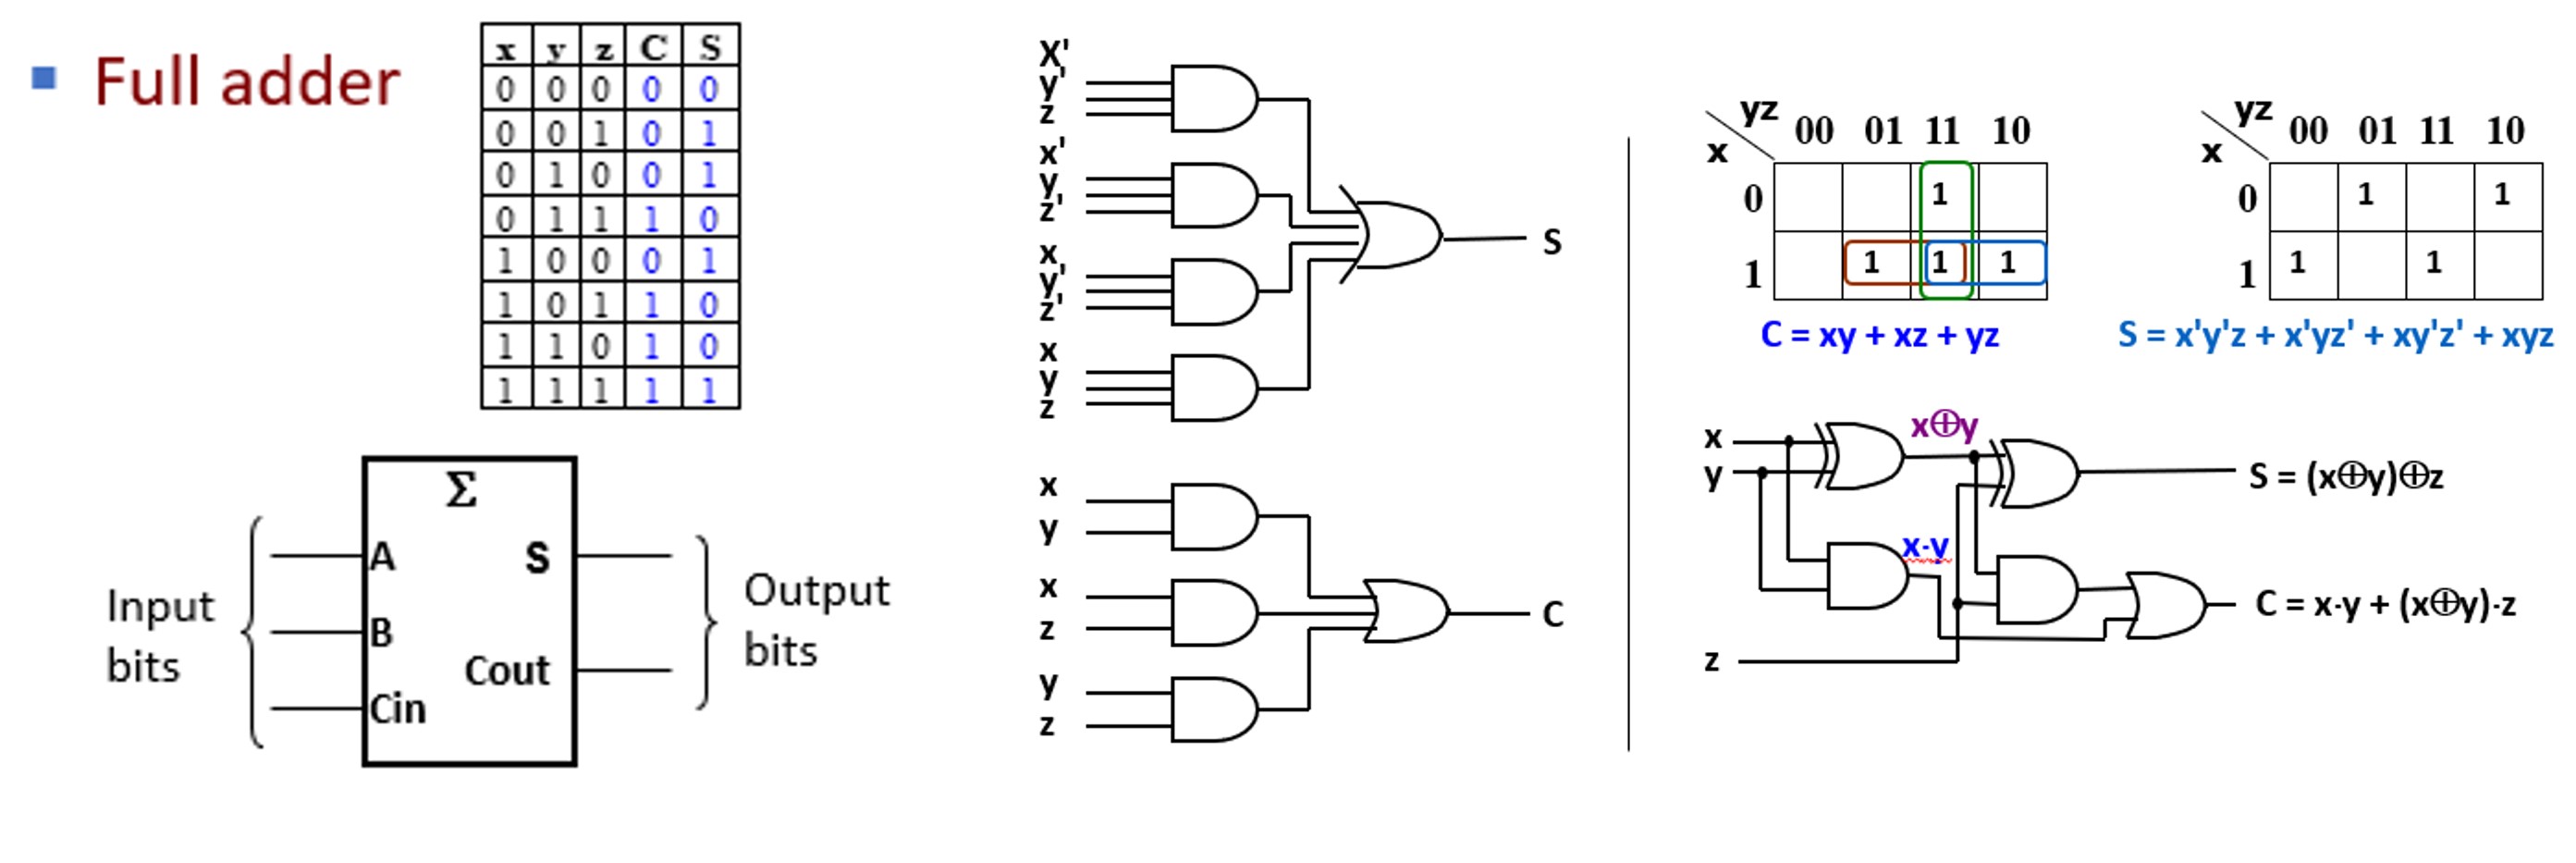 Full adder
x y z C S
0 0 0 0 0
0 0 1 0 1
0 1 0 0 1
0 1 1 1 0
1 0 0 0 1
1 0 1 1 0
1 1 0 1 0
1 1 1 1 1
Σ
Input bits
A
B
Cin
S
Cout
Output bits
X'
y'
z
x'
y
z'
x
y'
z'
x
y
z
S
x
y
x
z
y
z
C
yz
x
00 01 11 10
0 1
1 1 1 1
C = xy + xz + yz
yz
x
00 01 11 10
0 1 1
1 1 1
S = x'y'z + x'yz' + xy'z' + xyz
x
y
x⊕y
S = (x⊕y)⊕z
x·y
C = x·y + (x⊕y)·z
z